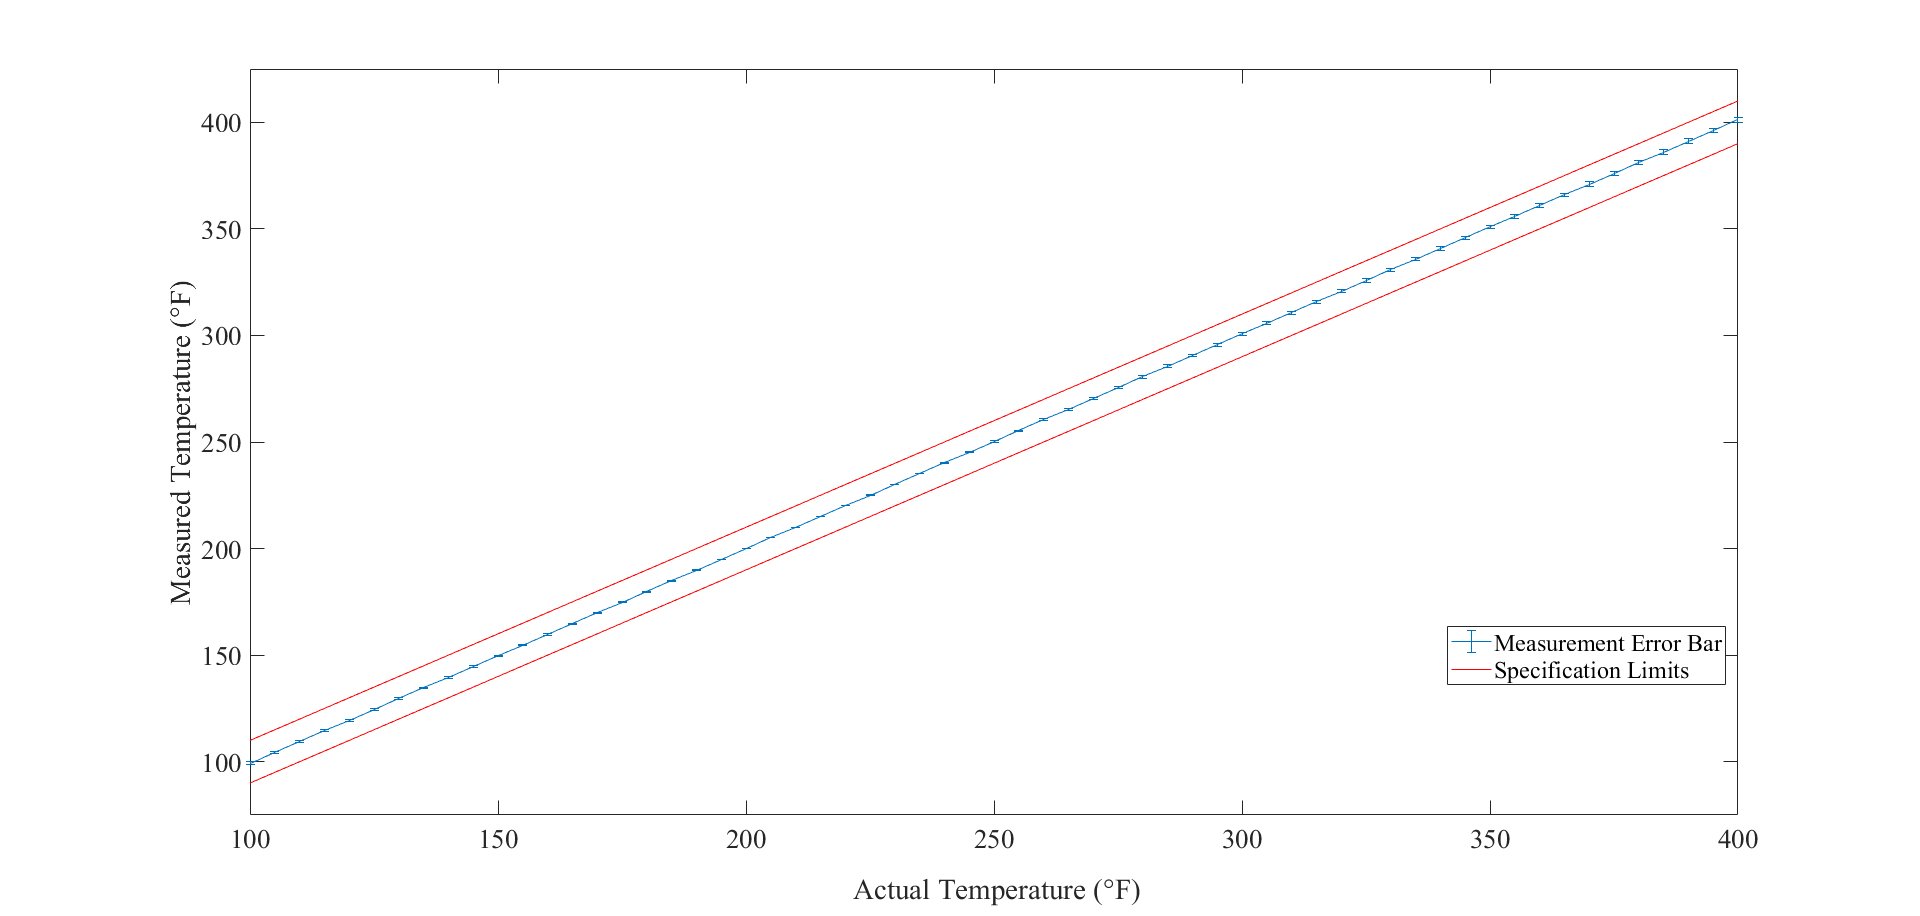 400
350
300
250
200
150
100
Measured Temperature (°F)
100 150 200 250 300 350 400
Actual Temperature (°F)
Measurement Error Bar
Specification Limits